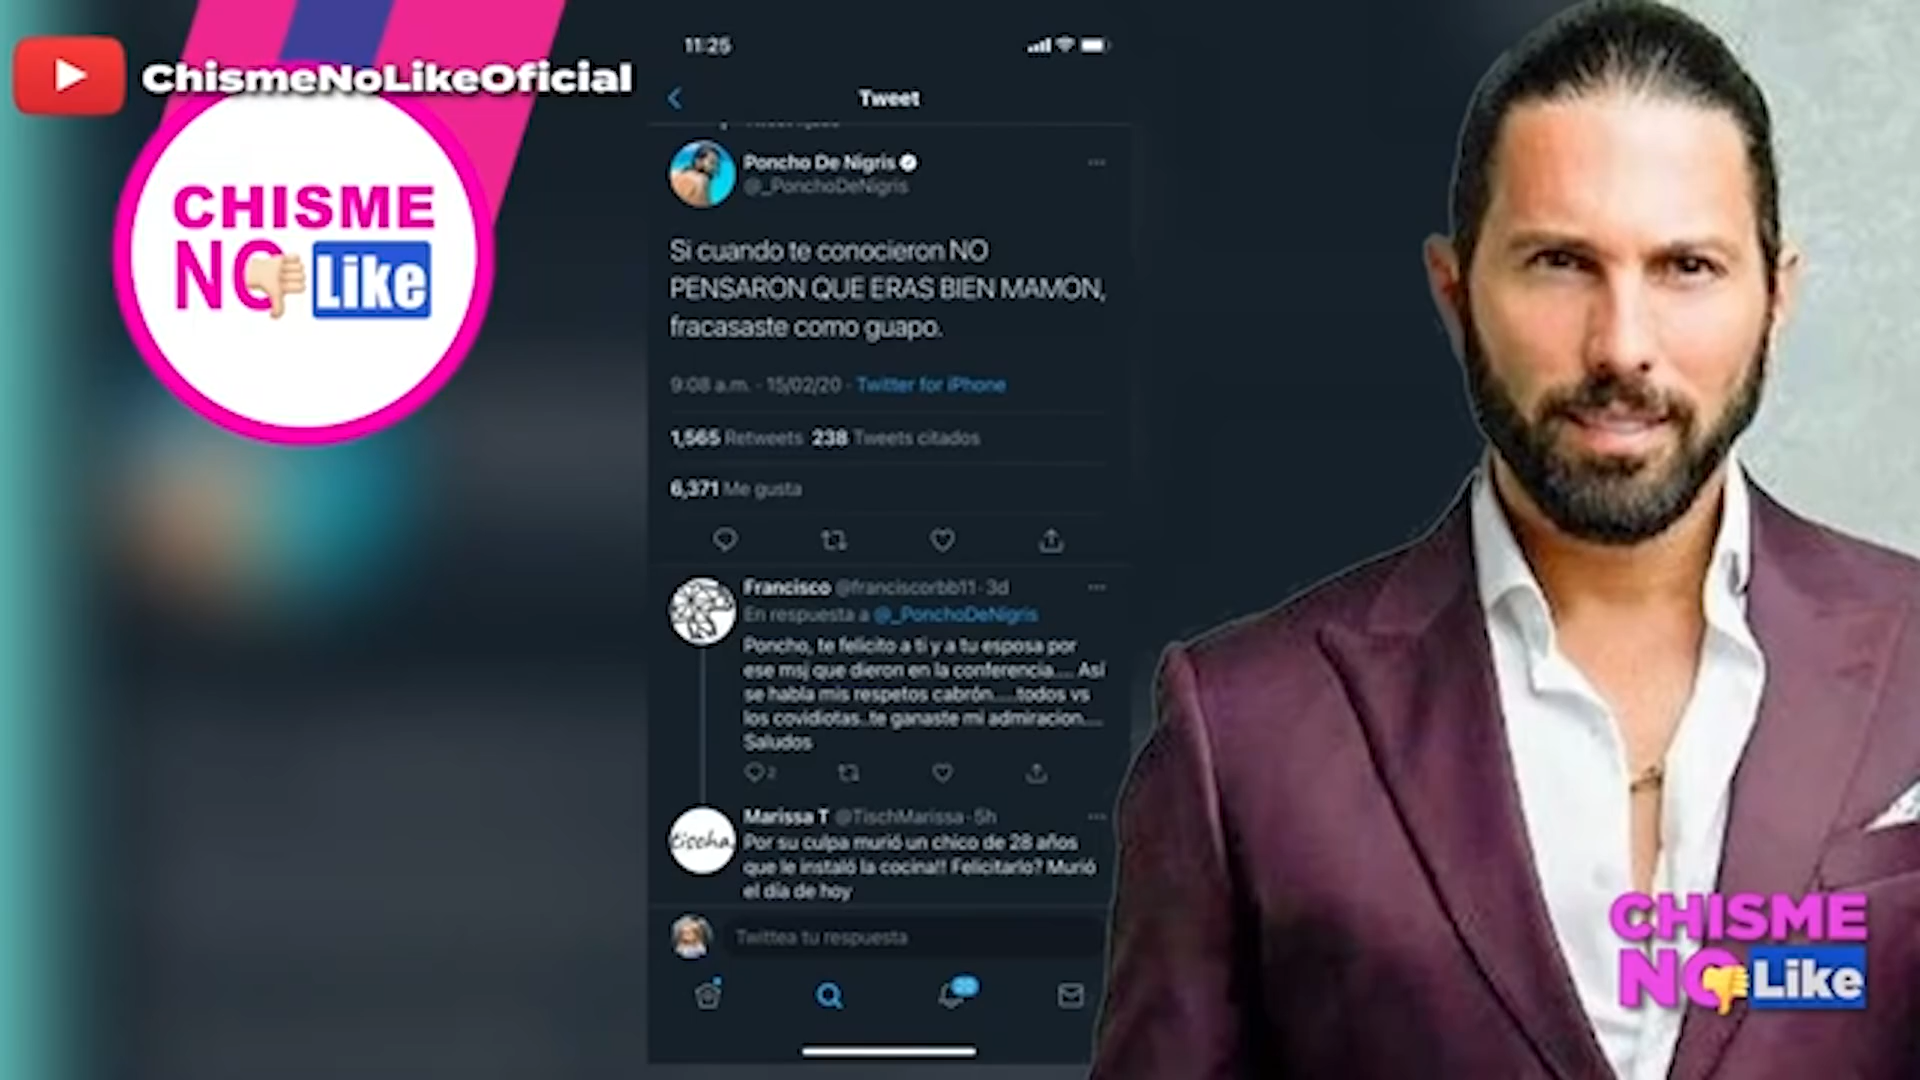 ChismeNoLikeOficial
CHISME
NO Like
11:25
Tweet
Poncho De Nigris
@_PonchoDeNigris
Si cuando te conocieron NO
PENSARON QUE ERAS BIEN MAMON,
fracasaste como guapo.
9:08 a.m. · 15/02/20 · Twitter for iPhone
1,565 Retweets 238 Tweets citados
6,371 Me gusta
Francisco @franciscorbb11 · 3d
En respuesta a @_PonchoDeNigris
Poncho, te felicito a ti y a tu esposa por
ese msj que dieron en la conferencia.... Así
se habla mis respetos cabrón....todos vs
los covidiotas..te ganaste mi admiracion....
Saludos
2
tischa
Marissa T @TischMarissa · 5h
Por su culpa murió un chico de 28 años
que le instaló la cocina!! Felicitarlo? Murió
el día de hoy
Twittea tu respuesta
CHISME
NO Like